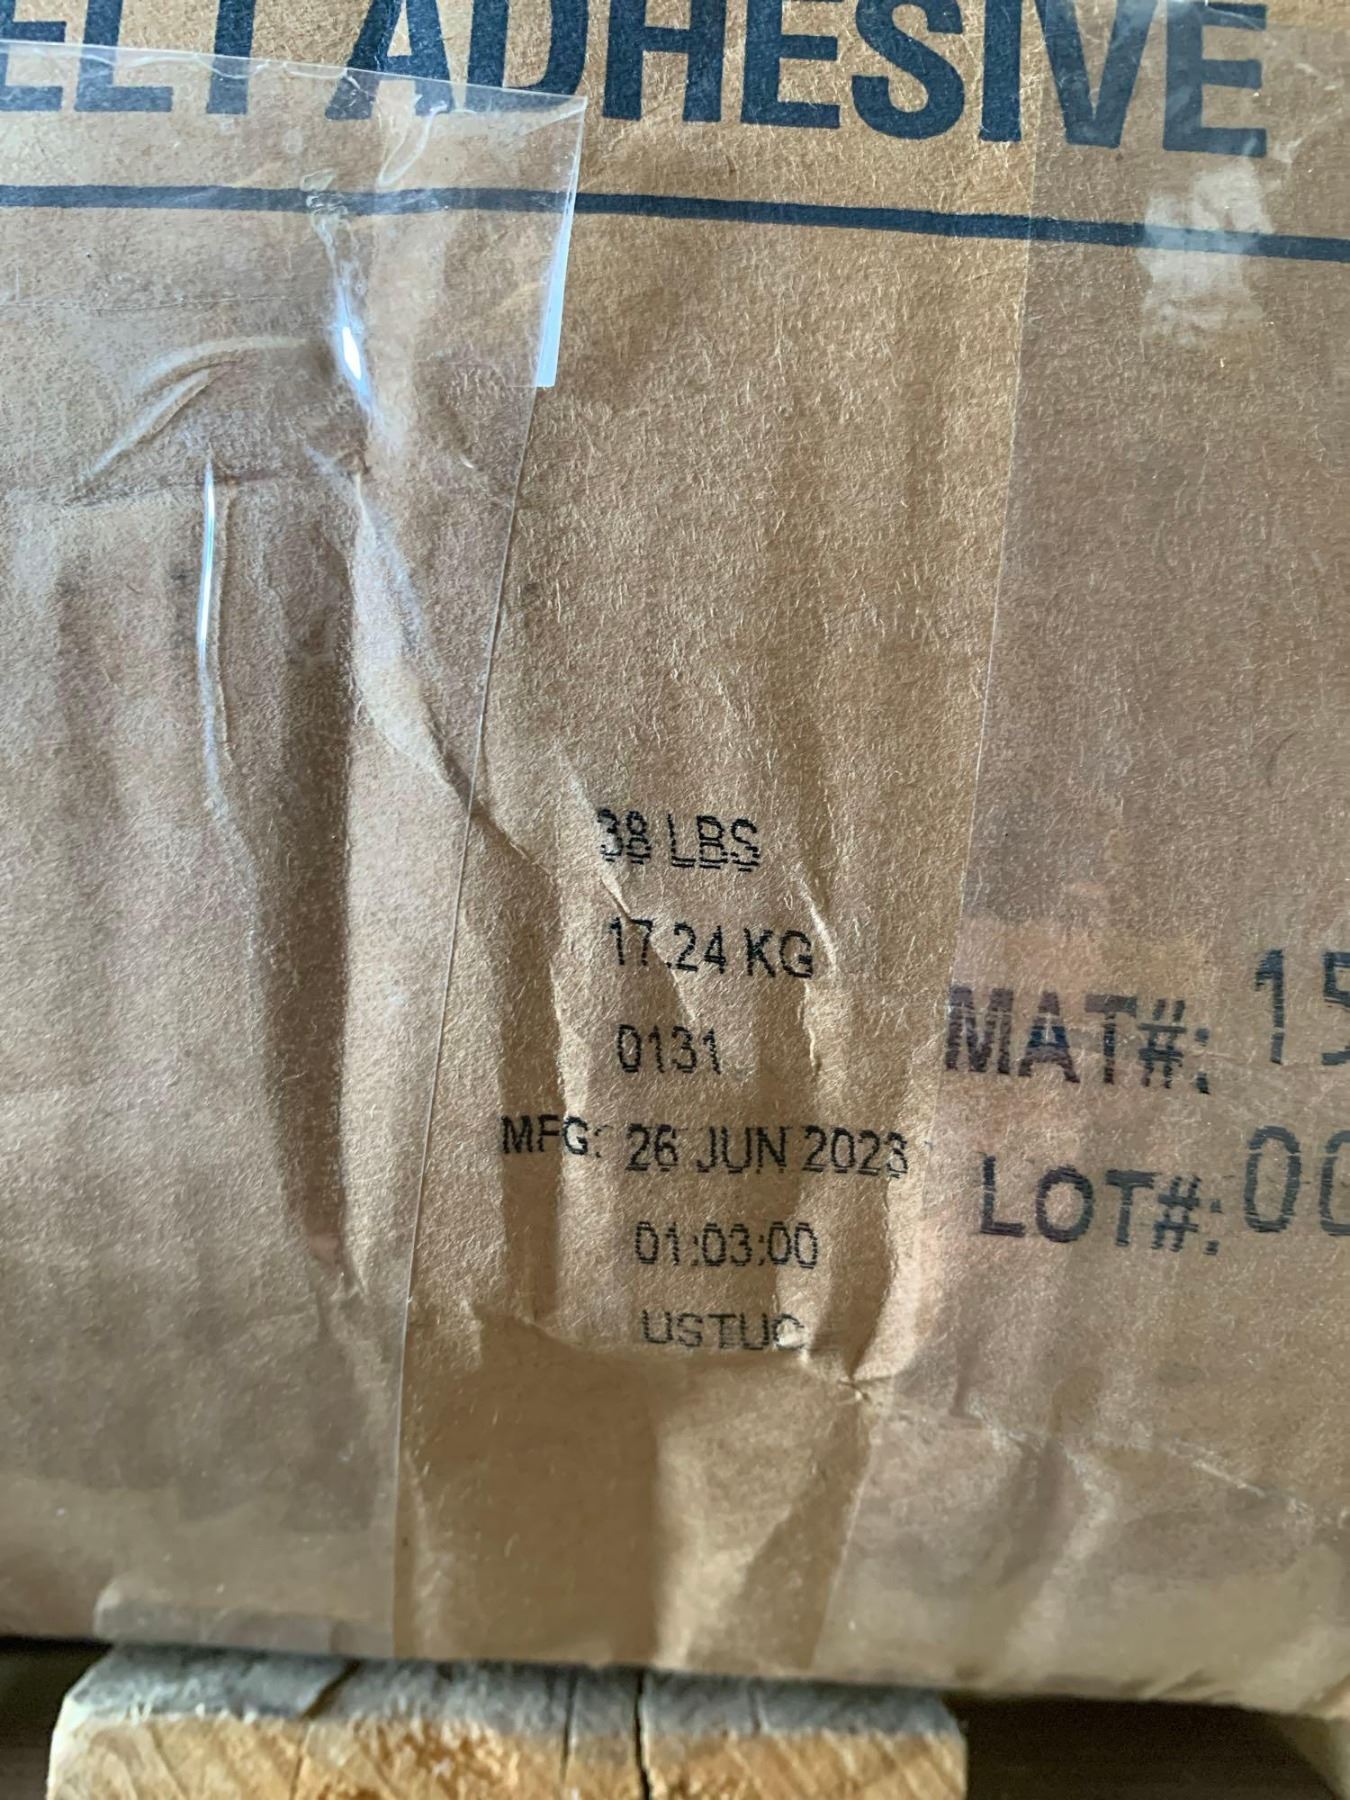 ELT ADHESIVE
38 LBS
17.24 KG
0131
MAT#: 15
MFG: 26 JUN 2023
LOT#: 00
01:03:00
USTUC